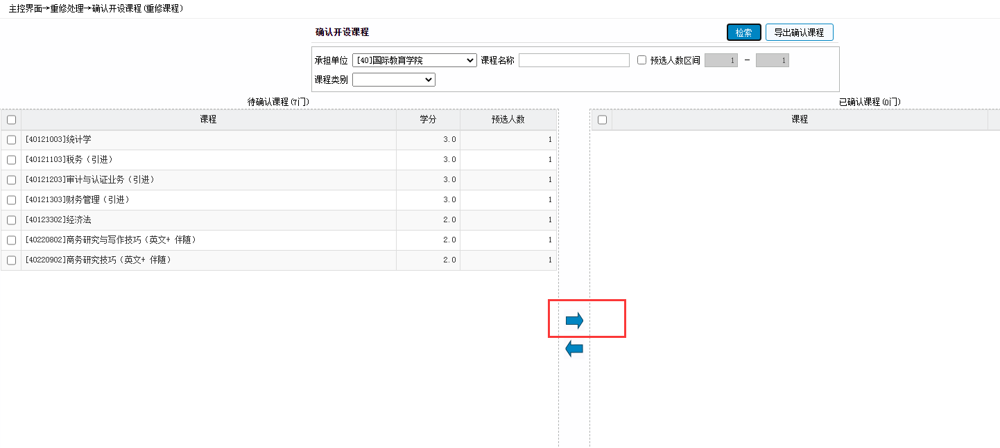 主控界面→重修处理→确认开设课程(重修课程)
确认开设课程 检索 导出确认课程
承担单位 [40]国际教育学院 课程名称 预选人数区间 1 - 1
课程类别
待确认课程(7门) 已确认课程(0门)
课程 学分 预选人数 课程
[40121003]统计学 3.0 1
[40121103]税务(引进) 3.0 1
[40121203]审计与认证业务(引进) 3.0 1
[40121303]财务管理(引进) 3.0 1
[40123302]经济法 2.0 1
[40220802]商务研究与写作技巧(英文+ 伴随) 2.0 1
[40220902]商务研究技巧(英文+ 伴随) 2.0 1